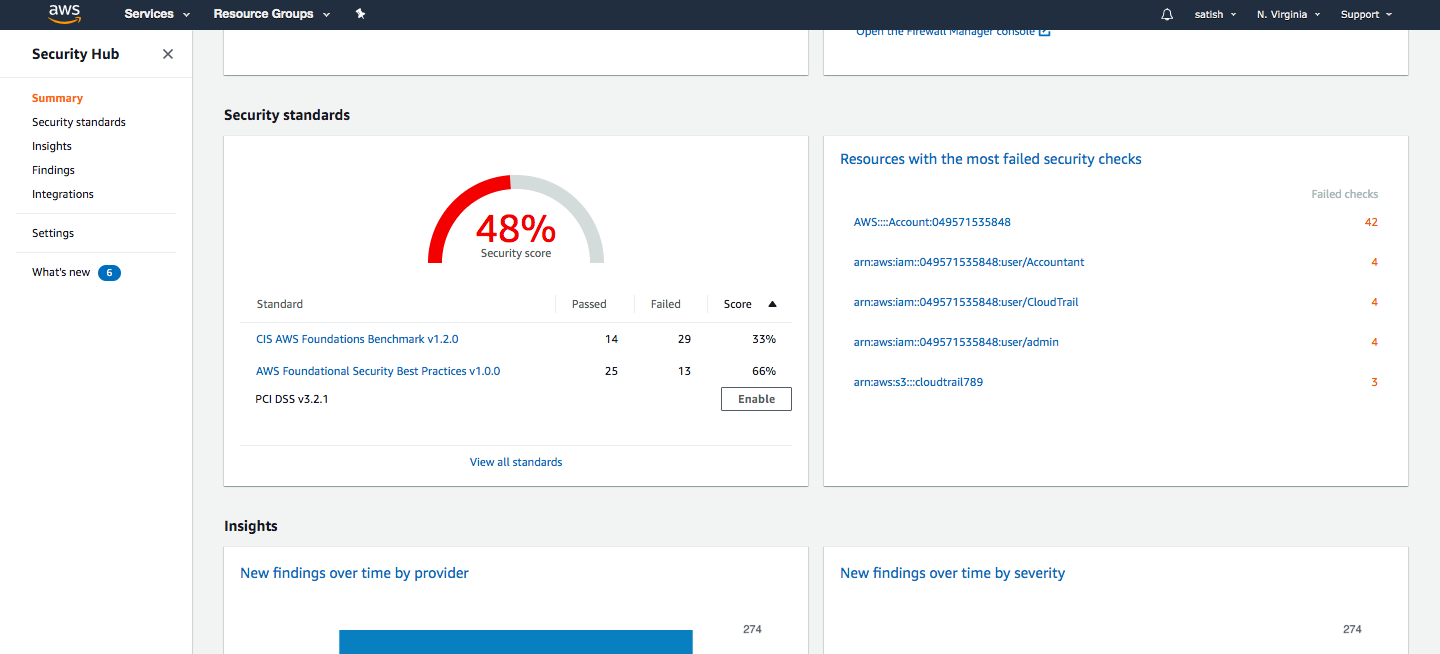 aws Services Resource Groups satish N. Virginia Support
Security Hub
Summary
Security standards
Insights
Findings
Integrations
Settings
What's new 6
Open the Firewall Manager console
Security standards
48%
Security score
Standard Passed Failed Score
CIS AWS Foundations Benchmark v1.2.0 14 29 33%
AWS Foundational Security Best Practices v1.0.0 25 13 66%
PCI DSS v3.2.1 Enable
View all standards
Resources with the most failed security checks
Failed checks
AWS::::Account:049571535848 42
arn:aws:iam::049571535848:user/Accountant 4
arn:aws:iam::049571535848:user/CloudTrail 4
arn:aws:iam::049571535848:user/admin 4
arn:aws:s3:::cloudtrail789 3
Insights
New findings over time by provider
274
New findings over time by severity
274